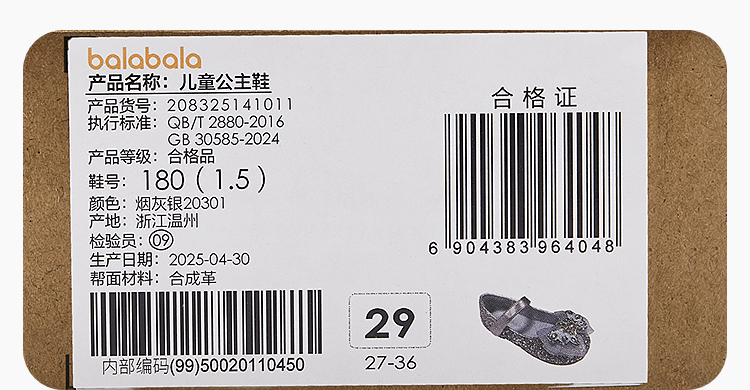 balabala
产品名称：儿童公主鞋
产品货号：208325141011
执行标准：QB/T 2880-2016
GB 30585-2024
产品等级：合格品
鞋号：180（1.5）
颜色：烟灰银20301
产地：浙江温州
检验员：09
生产日期：2025-04-30
帮面材料：合成革
内部编码(99)50020110450
合格证
6 904383 964048
29
27-36